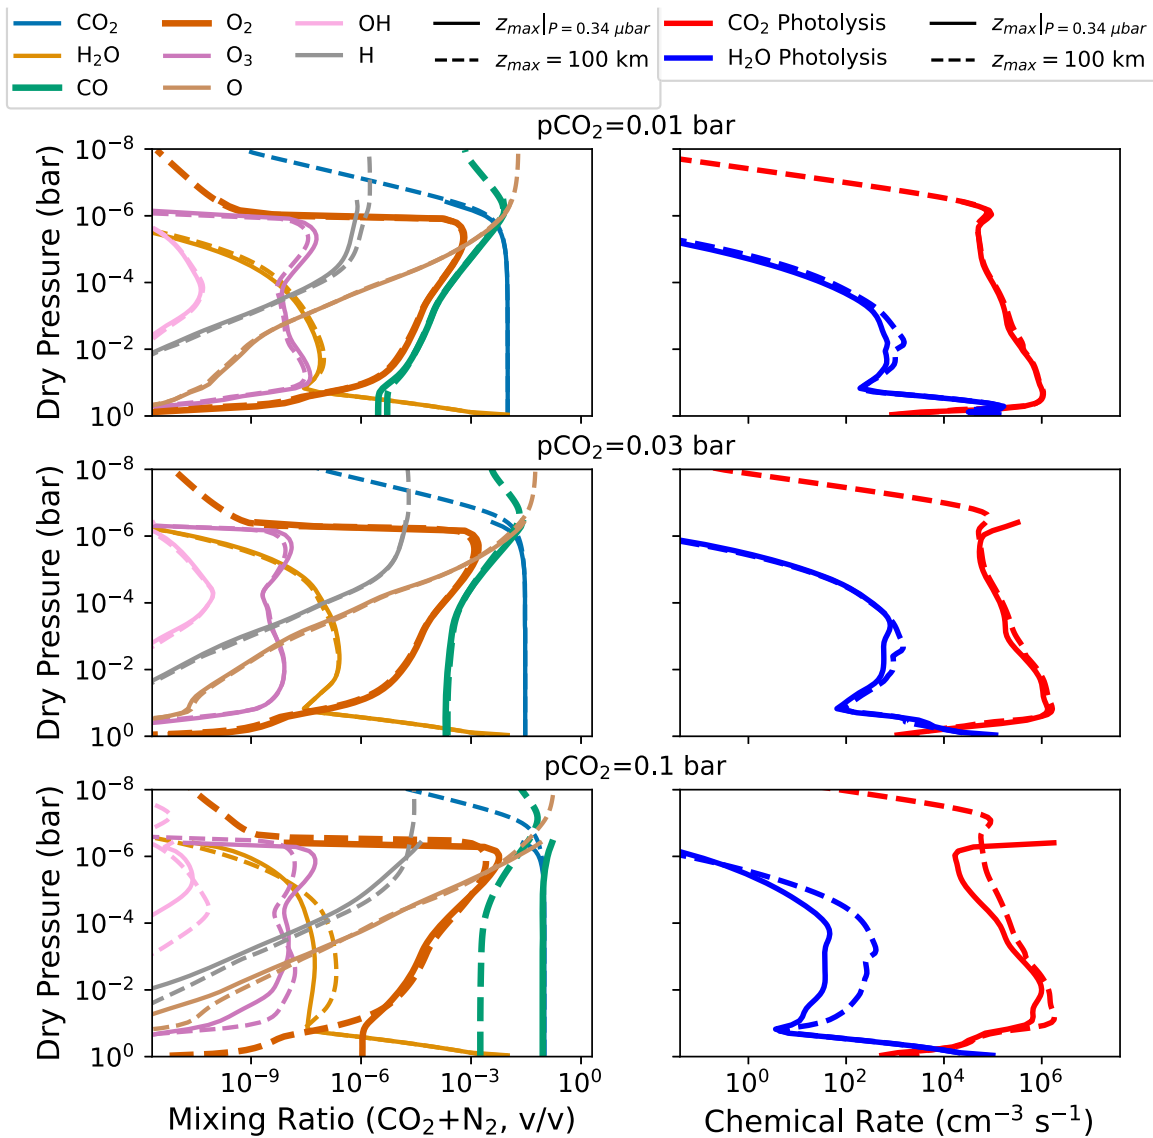 CO₂ O₂ OH z_max|P = 0.34 μbar
H₂O O₃ H z_max = 100 km
CO O
CO₂ Photolysis z_max|P = 0.34 μbar
H₂O Photolysis z_max = 100 km
pCO₂=0.01 bar
Dry Pressure (bar)
10⁻⁸
10⁻⁶
10⁻⁴
10⁻²
10⁰
pCO₂=0.03 bar
Dry Pressure (bar)
10⁻⁸
10⁻⁶
10⁻⁴
10⁻²
10⁰
pCO₂=0.1 bar
Dry Pressure (bar)
10⁻⁸
10⁻⁶
10⁻⁴
10⁻²
10⁰
10⁻⁹ 10⁻⁶ 10⁻³ 10⁰
Mixing Ratio (CO₂+N₂, v/v)
10⁰ 10² 10⁴ 10⁶
Chemical Rate (cm⁻³ s⁻¹)